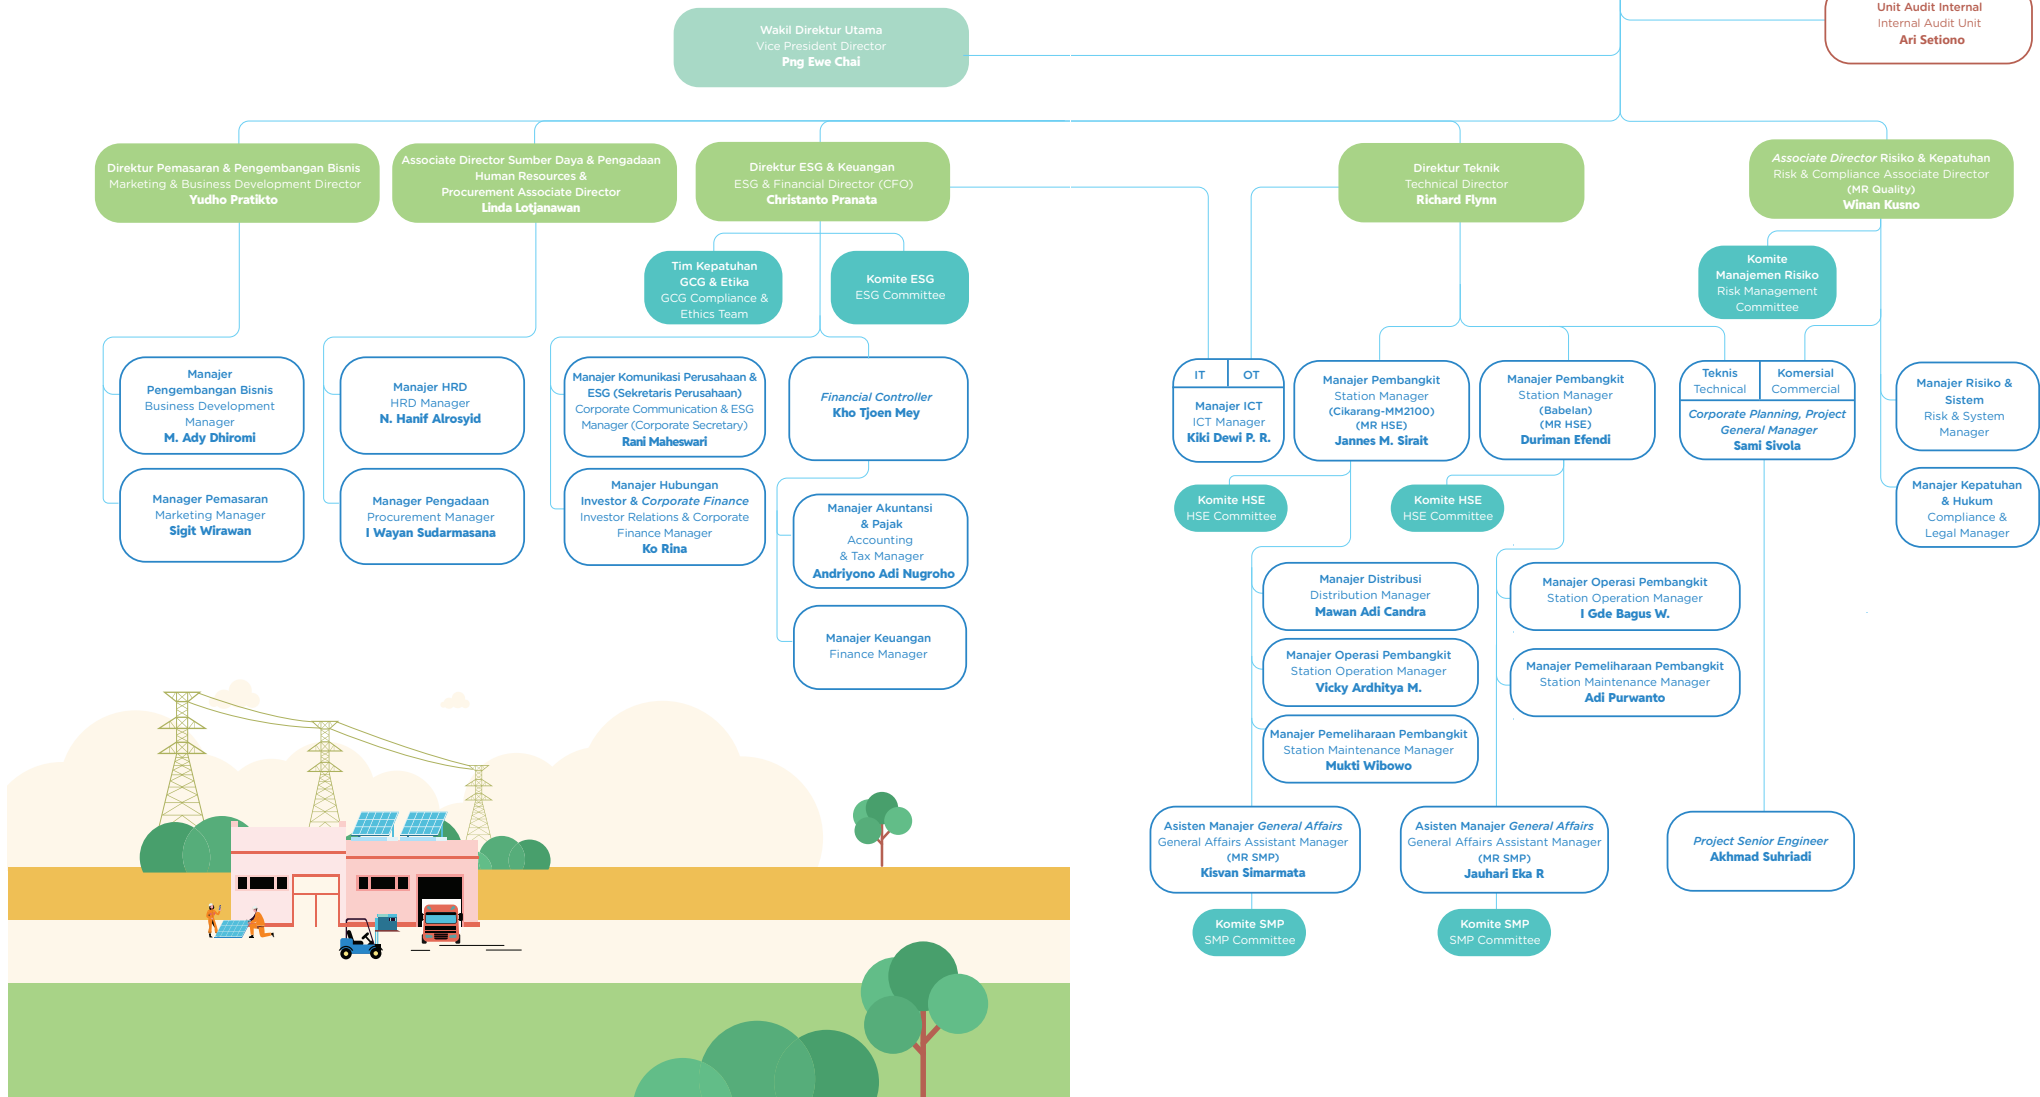 Unit Audit Internal
Internal Audit Unit
Ari Setiono
Wakil Direktur Utama
Vice President Director
Png Ewe Chai
Direktur Pemasaran & Pengembangan Bisnis
Marketing & Business Development Director
Yudho Pratikto
Associate Director Sumber Daya & Pengadaan
Human Resources &
Procurement Associate Director
Linda Lotjanawan
Direktur ESG & Keuangan
ESG & Financial Director (CFO)
Christanto Pranata
Direktur Teknik
Technical Director
Richard Flynn
Associate Director Risiko & Kepatuhan
Risk & Compliance Associate Director
(MR Quality)
Winan Kusno
Tim Kepatuhan
GCG & Etika
GCG Compliance &
Ethics Team
Komite ESG
ESG Committee
Komite
Manajemen Risiko
Risk Management
Committee
Manajer
Pengembangan Bisnis
Business Development
Manager
M. Ady Dhiromi
Manajer HRD
HRD Manager
N. Hanif Alrosyid
Manajer Komunikasi Perusahaan &
ESG (Sekretaris Perusahaan)
Corporate Communication & ESG
Manager (Corporate Secretary)
Rani Maheswari
Financial Controller
Kho Tjoen Mey
IT
OT
Manajer ICT
ICT Manager
Kiki Dewi P. R.
Manajer Pembangkit
Station Manager
(Cikarang-MM2100)
(MR HSE)
Jannes M. Sirait
Manajer Pembangkit
Station Manager
(Babelan)
(MR HSE)
Duriman Efendi
Teknis
Technical
Komersial
Commercial
Corporate Planning, Project
General Manager
Sami Sivola
Manajer Risiko &
Sistem
Risk & System
Manager
Manager Pemasaran
Marketing Manager
Sigit Wirawan
Manager Pengadaan
Procurement Manager
I Wayan Sudarmasana
Manajer Hubungan
Investor & Corporate Finance
Investor Relations & Corporate
Finance Manager
Ko Rina
Manajer Akuntansi
& Pajak
Accounting
& Tax Manager
Andriyono Adi Nugroho
Komite HSE
HSE Committee
Komite HSE
HSE Committee
Manajer Kepatuhan
& Hukum
Compliance &
Legal Manager
Manajer Keuangan
Finance Manager
Manajer Distribusi
Distribution Manager
Mawan Adi Candra
Manajer Operasi Pembangkit
Station Operation Manager
I Gde Bagus W.
Manajer Operasi Pembangkit
Station Operation Manager
Vicky Ardhitya M.
Manajer Pemeliharaan Pembangkit
Station Maintenance Manager
Adi Purwanto
Manajer Pemeliharaan Pembangkit
Station Maintenance Manager
Mukti Wibowo
Asisten Manajer General Affairs
General Affairs Assistant Manager
(MR SMP)
Kisvan Simarmata
Asisten Manajer General Affairs
General Affairs Assistant Manager
(MR SMP)
Jauhari Eka R
Project Senior Engineer
Akhmad Suhriadi
Komite SMP
SMP Committee
Komite SMP
SMP Committee